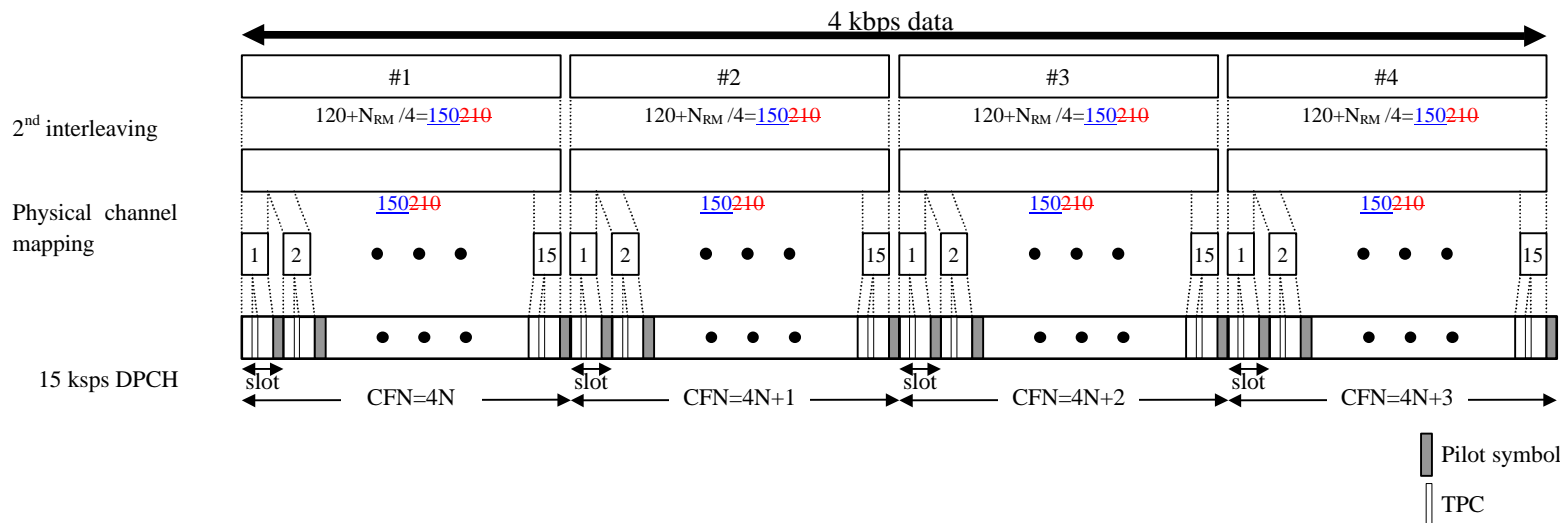 4 kbps data
#1 #2 #3 #4
120+NRM /4=150210 120+NRM /4=150210 120+NRM /4=150210 120+NRM /4=150210
2nd interleaving
150210 150210 150210 150210
Physical channel
mapping
1 2 15 1 2 15 1 2 15 1 2 15
15 ksps DPCH
slot slot slot slot
CFN=4N CFN=4N+1 CFN=4N+2 CFN=4N+3
Pilot symbol
TPC